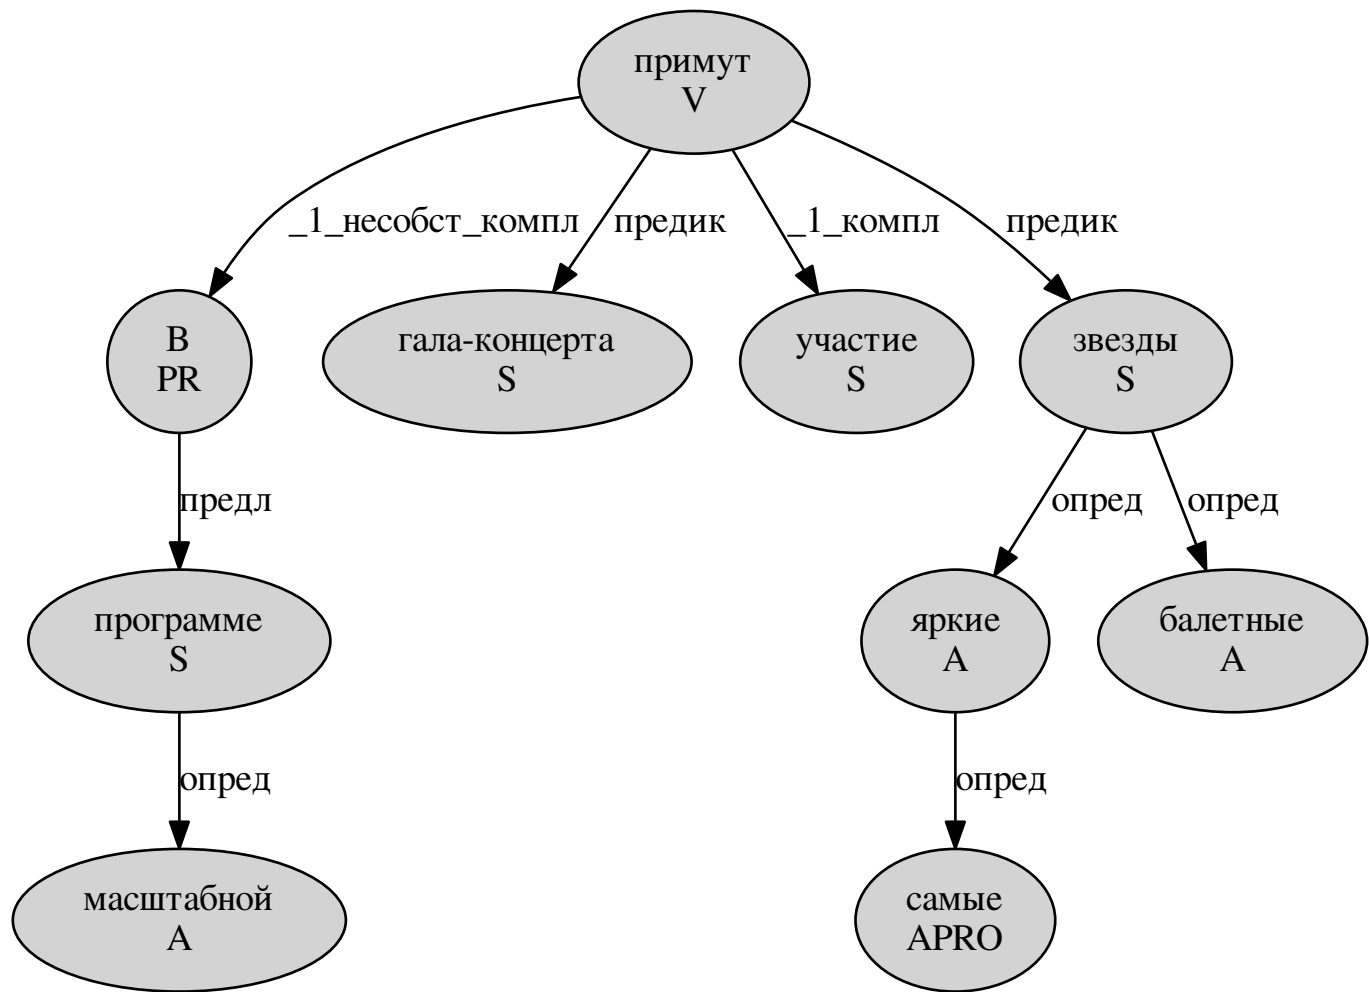 примут
V
_1_несобст_компл
предик
_1_компл
предик
В
PR
гала-концерта
S
участие
S
звезды
S
предл
опред
опред
программе
S
яркие
A
балетные
A
опред
опред
масштабной
A
самые
APRO